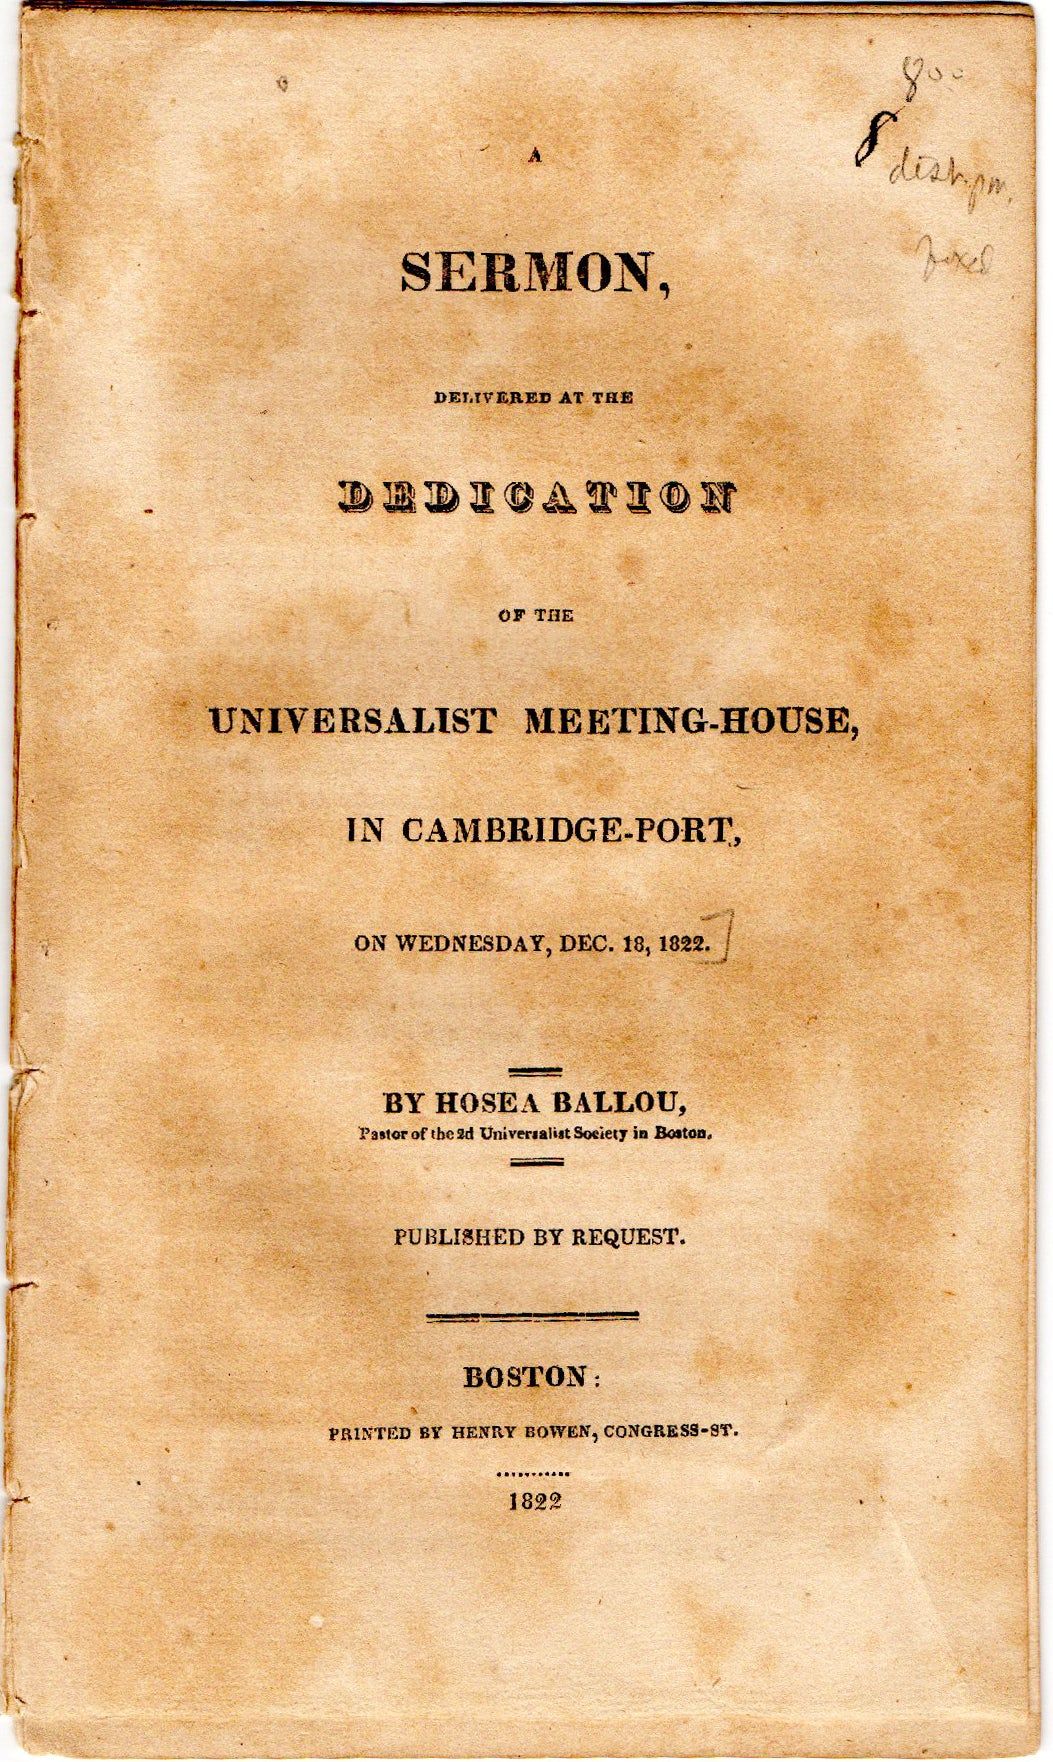 8 00
8
A
SERMON,
DELIVERED AT THE
DEDICATION
OF THE
UNIVERSALIST MEETING-HOUSE,
IN CAMBRIDGE-PORT,
ON WEDNESDAY, DEC. 18, 1822.]
BY HOSEA BALLOU,
Pastor of the 2d Universalist Society in Boston.
PUBLISHED BY REQUEST.
BOSTON:
PRINTED BY HENRY BOWEN, CONGRESS-ST.
1822